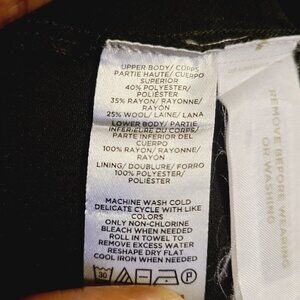 UPPER BODY/ CORPS
PARTIE HAUTE/ CUERPO
SUPERIOR
40% POLYESTER/
POLIÉSTER
35% RAYON/ RAYONNE/
RAYÓN
25% WOOL/ LAINE/ LANA
LOWER BODY/ PARTIE
INFÉRIEURE DU CORPS/
PARTE INFERIOR DEL
CUERPO
100% RAYON/ RAYONNE/
RAYÓN
LINING/ DOUBLURE/ FORRO
100% POLYESTER/
POLIÉSTER
MACHINE WASH COLD
DELICATE CYCLE WITH LIKE
COLORS
ONLY NON-CHLORINE
BLEACH WHEN NEEDED
ROLL IN TOWEL TO
REMOVE EXCESS WATER
RESHAPE DRY FLAT
COOL IRON WHEN NEEDED
30
P
REMOVE BEFORE WEARING
OR WASHING